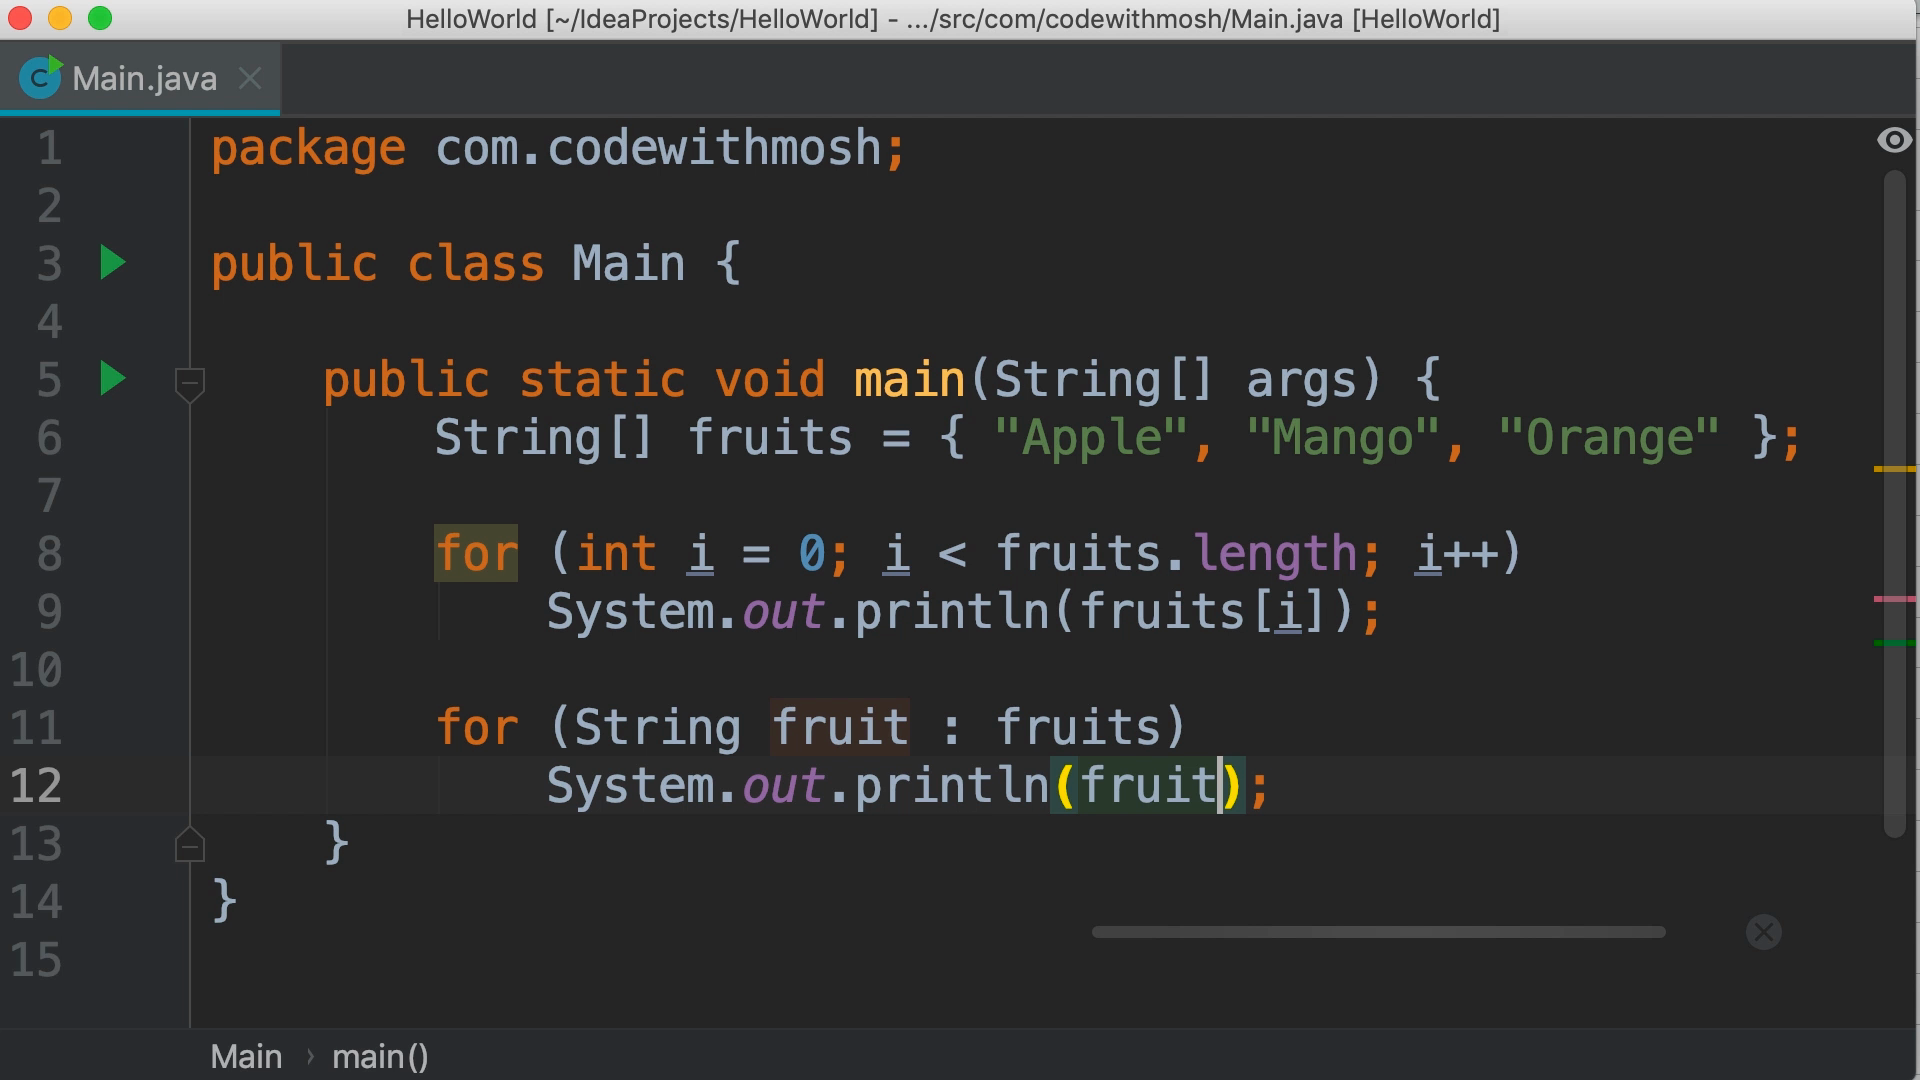 HelloWorld [~/IdeaProjects/HelloWorld] - .../src/com/codewithmosh/Main.java [HelloWorld]
C Main.java
1 package com.codewithmosh;
2
3 public class Main {
4
5     public static void main(String[] args) {
6         String[] fruits = { "Apple", "Mango", "Orange" };
7
8         for (int i = 0; i < fruits.length; i++)
9             System.out.println(fruits[i]);
10
11         for (String fruit : fruits)
12             System.out.println(fruit);
13     }
14 }
15
Main › main()